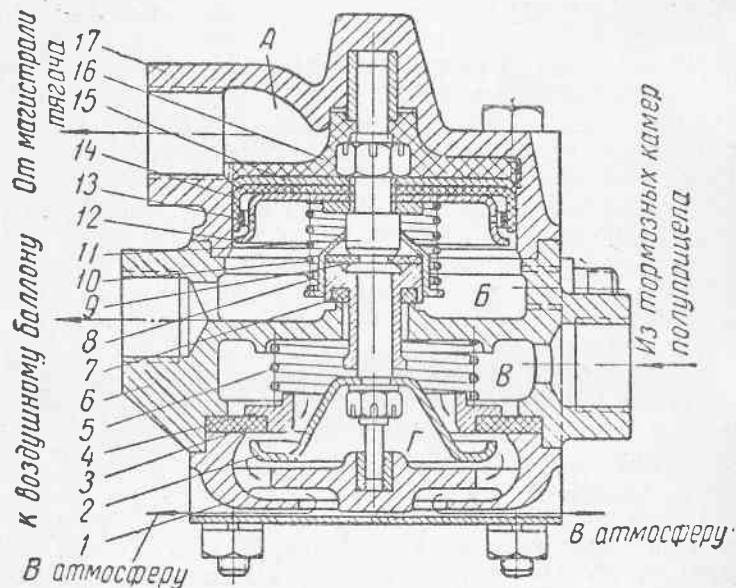 От магистрали
тягача
к воздушному баллону
17
16
15
14
13
12
11
10
9
8
7
6
5
4
3
2
1
А
Б
В
Г
Из тормозных камер
полуприцепа
В атмосферу
В атмосферу